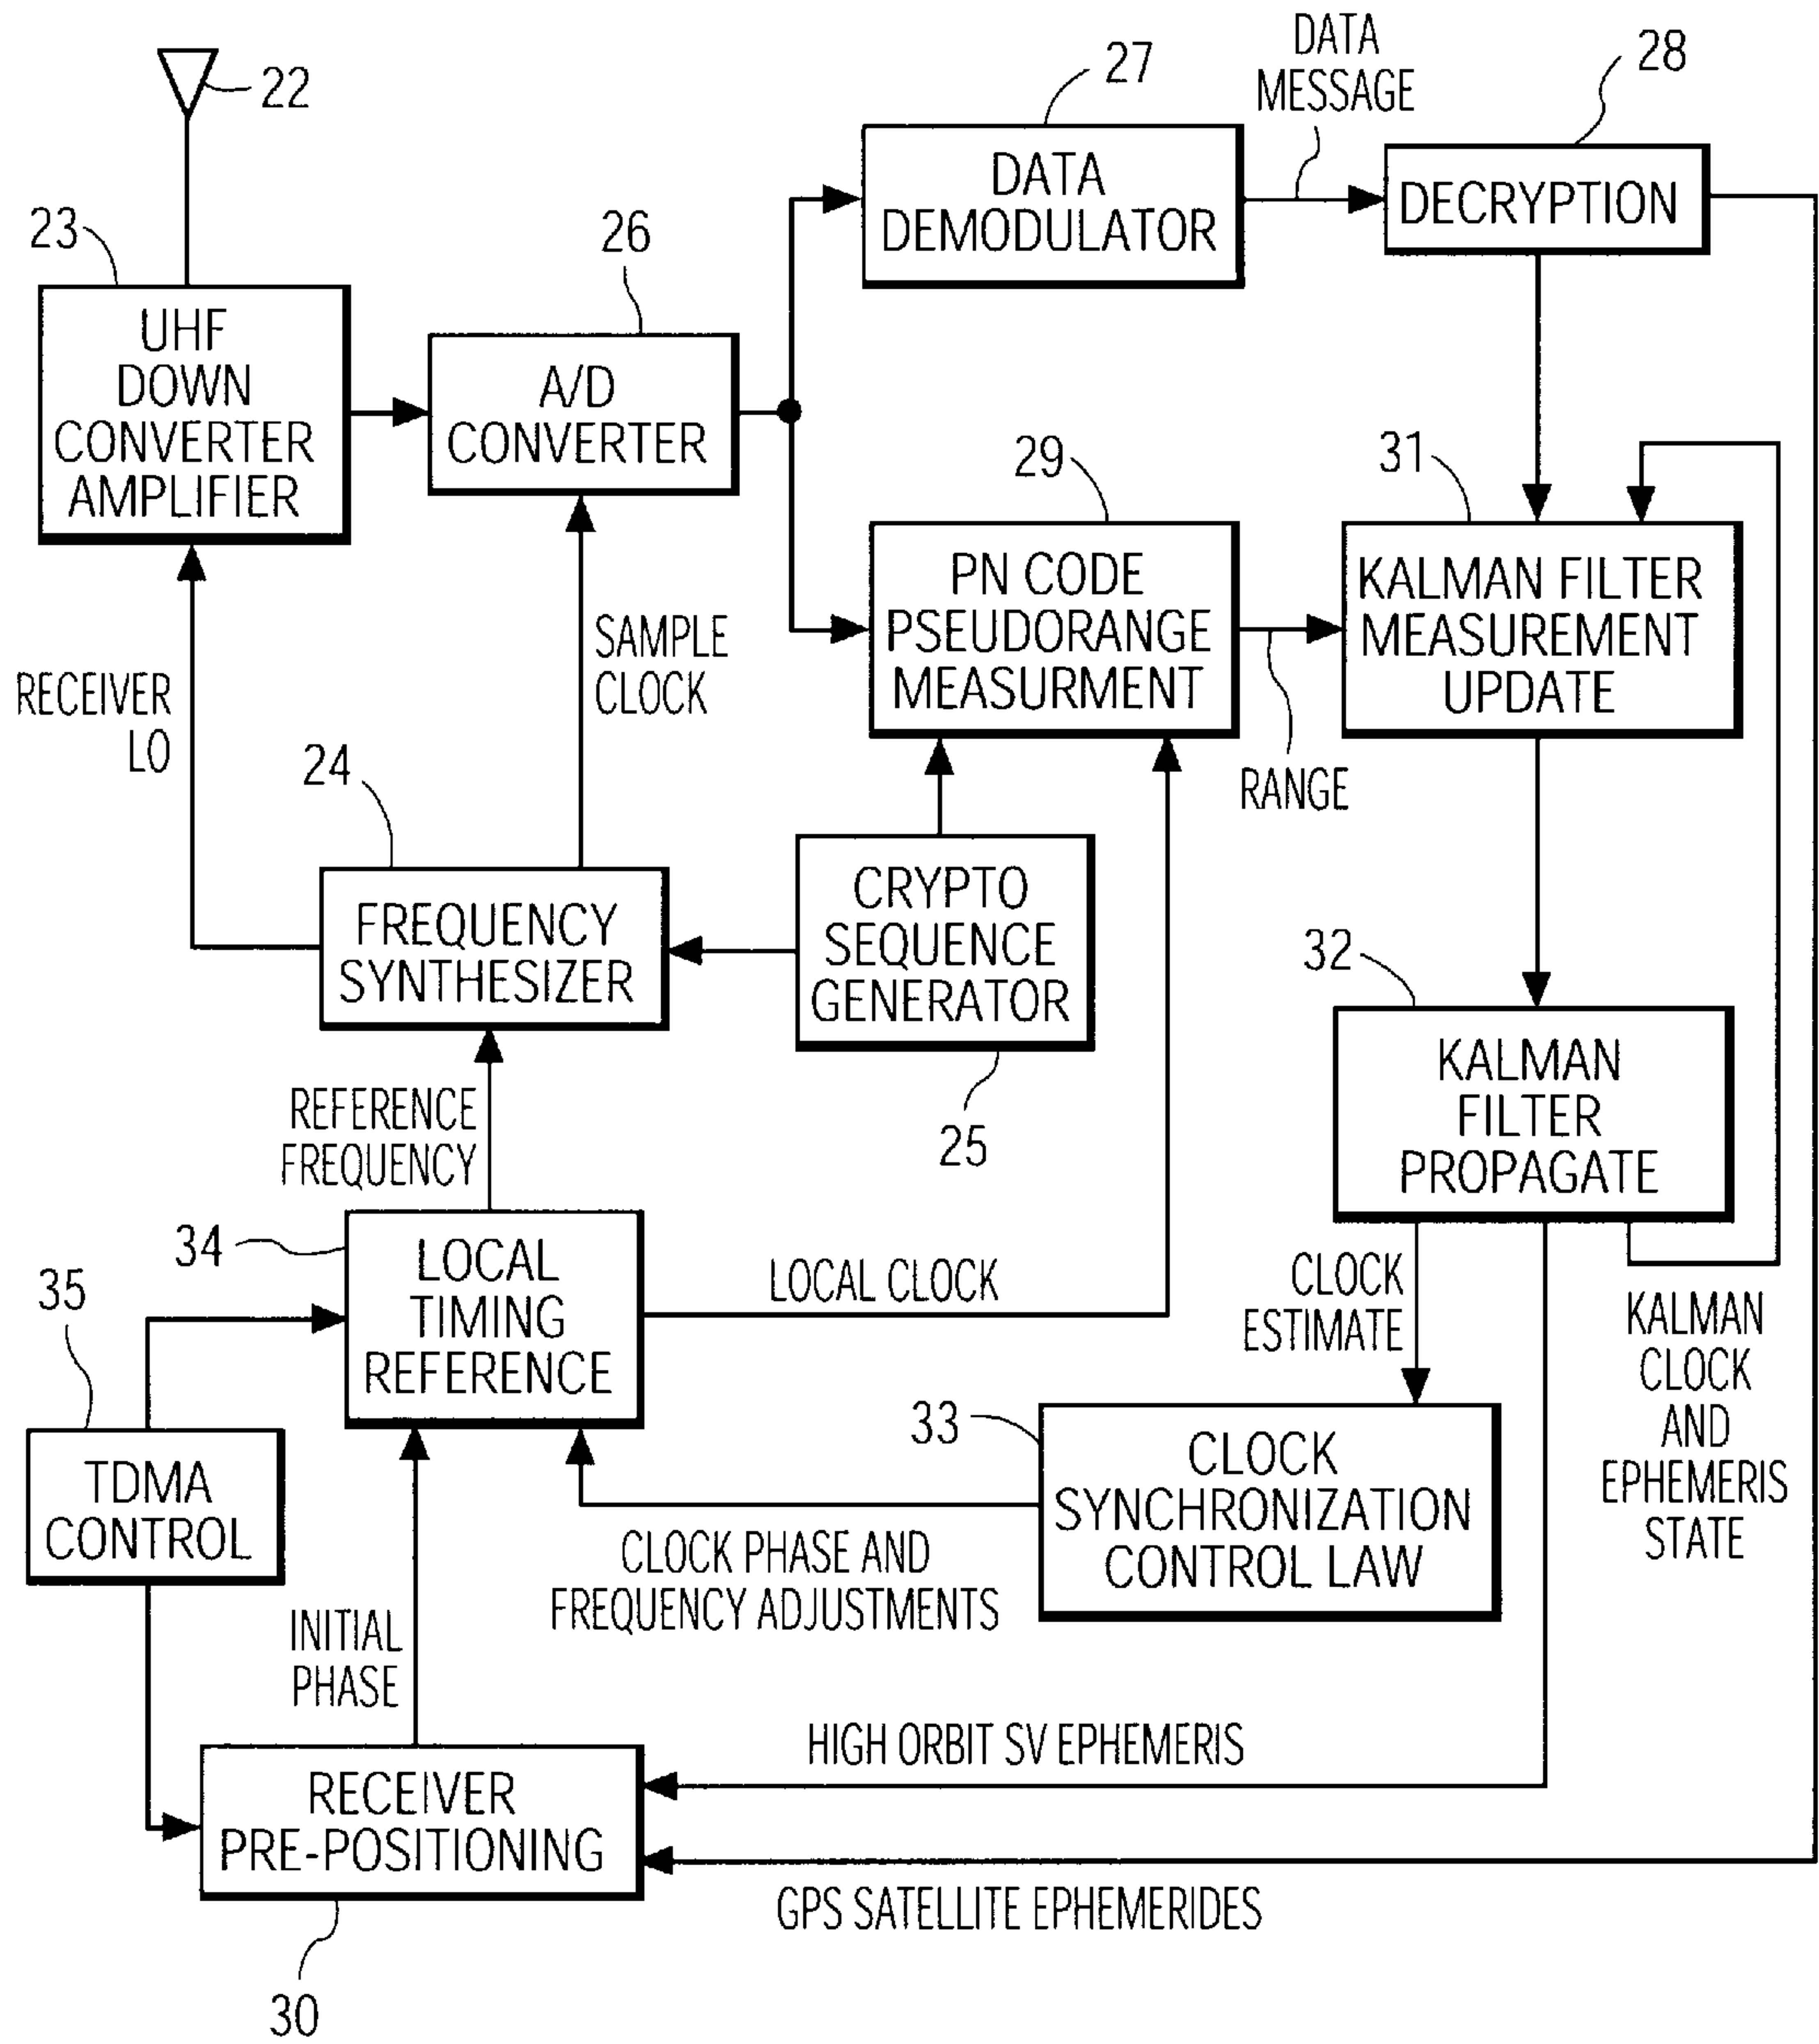 22
23
UHF
DOWN
CONVERTER
AMPLIFIER
26
A/D
CONVERTER
27
DATA
DEMODULATOR
DATA
MESSAGE
28
DECRYPTION
29
PN CODE
PSEUDORANGE
MEASURMENT
RANGE
31
KALMAN FILTER
MEASUREMENT
UPDATE
RECEIVER
LO
SAMPLE
CLOCK
24
FREQUENCY
SYNTHESIZER
CRYPTO
SEQUENCE
GENERATOR
25
32
KALMAN
FILTER
PROPAGATE
REFERENCE
FREQUENCY
34
LOCAL
TIMING
REFERENCE
LOCAL CLOCK
CLOCK
ESTIMATE
KALMAN
CLOCK
AND
EPHEMERIS
STATE
35
TDMA
CONTROL
33
CLOCK
SYNCHRONIZATION
CONTROL LAW
CLOCK PHASE AND
FREQUENCY ADJUSTMENTS
INITIAL
PHASE
HIGH ORBIT SV EPHEMERIS
RECEIVER
PRE-POSITIONING
GPS SATELLITE EPHEMERIDES
30